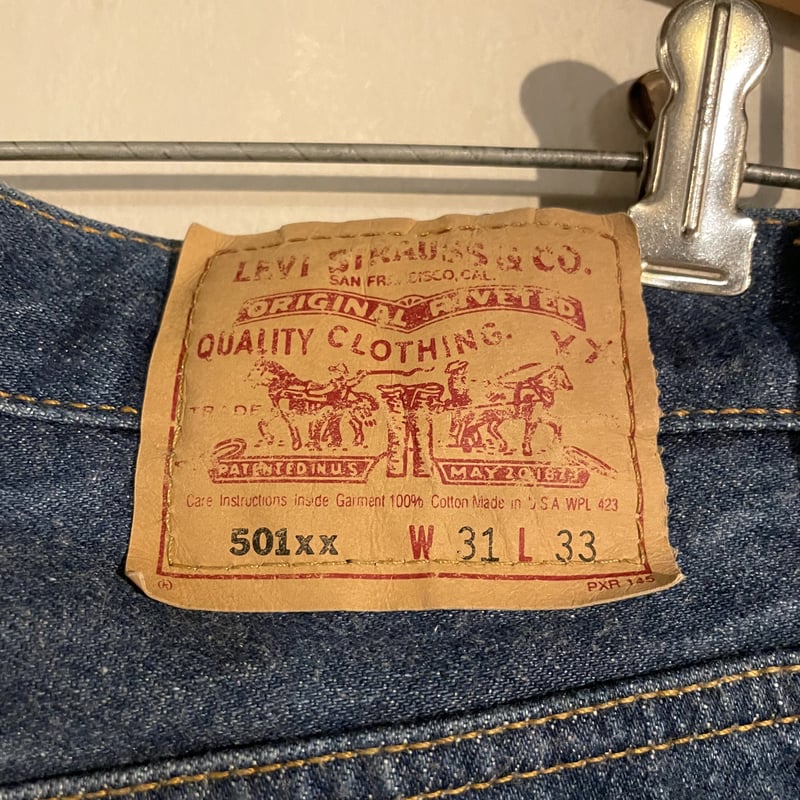 LEVI STRAUSS & CO.
SAN FRANCISCO, CAL.
ORIGINAL RIVETED
QUALITY CLOTHING. XX
TRADE
PATENTED IN U.S. MAY 20 1873
Care Instructions Inside Garment 100% Cotton Made in U S A WPL 423
501xx W 31 L 33
PXR 145